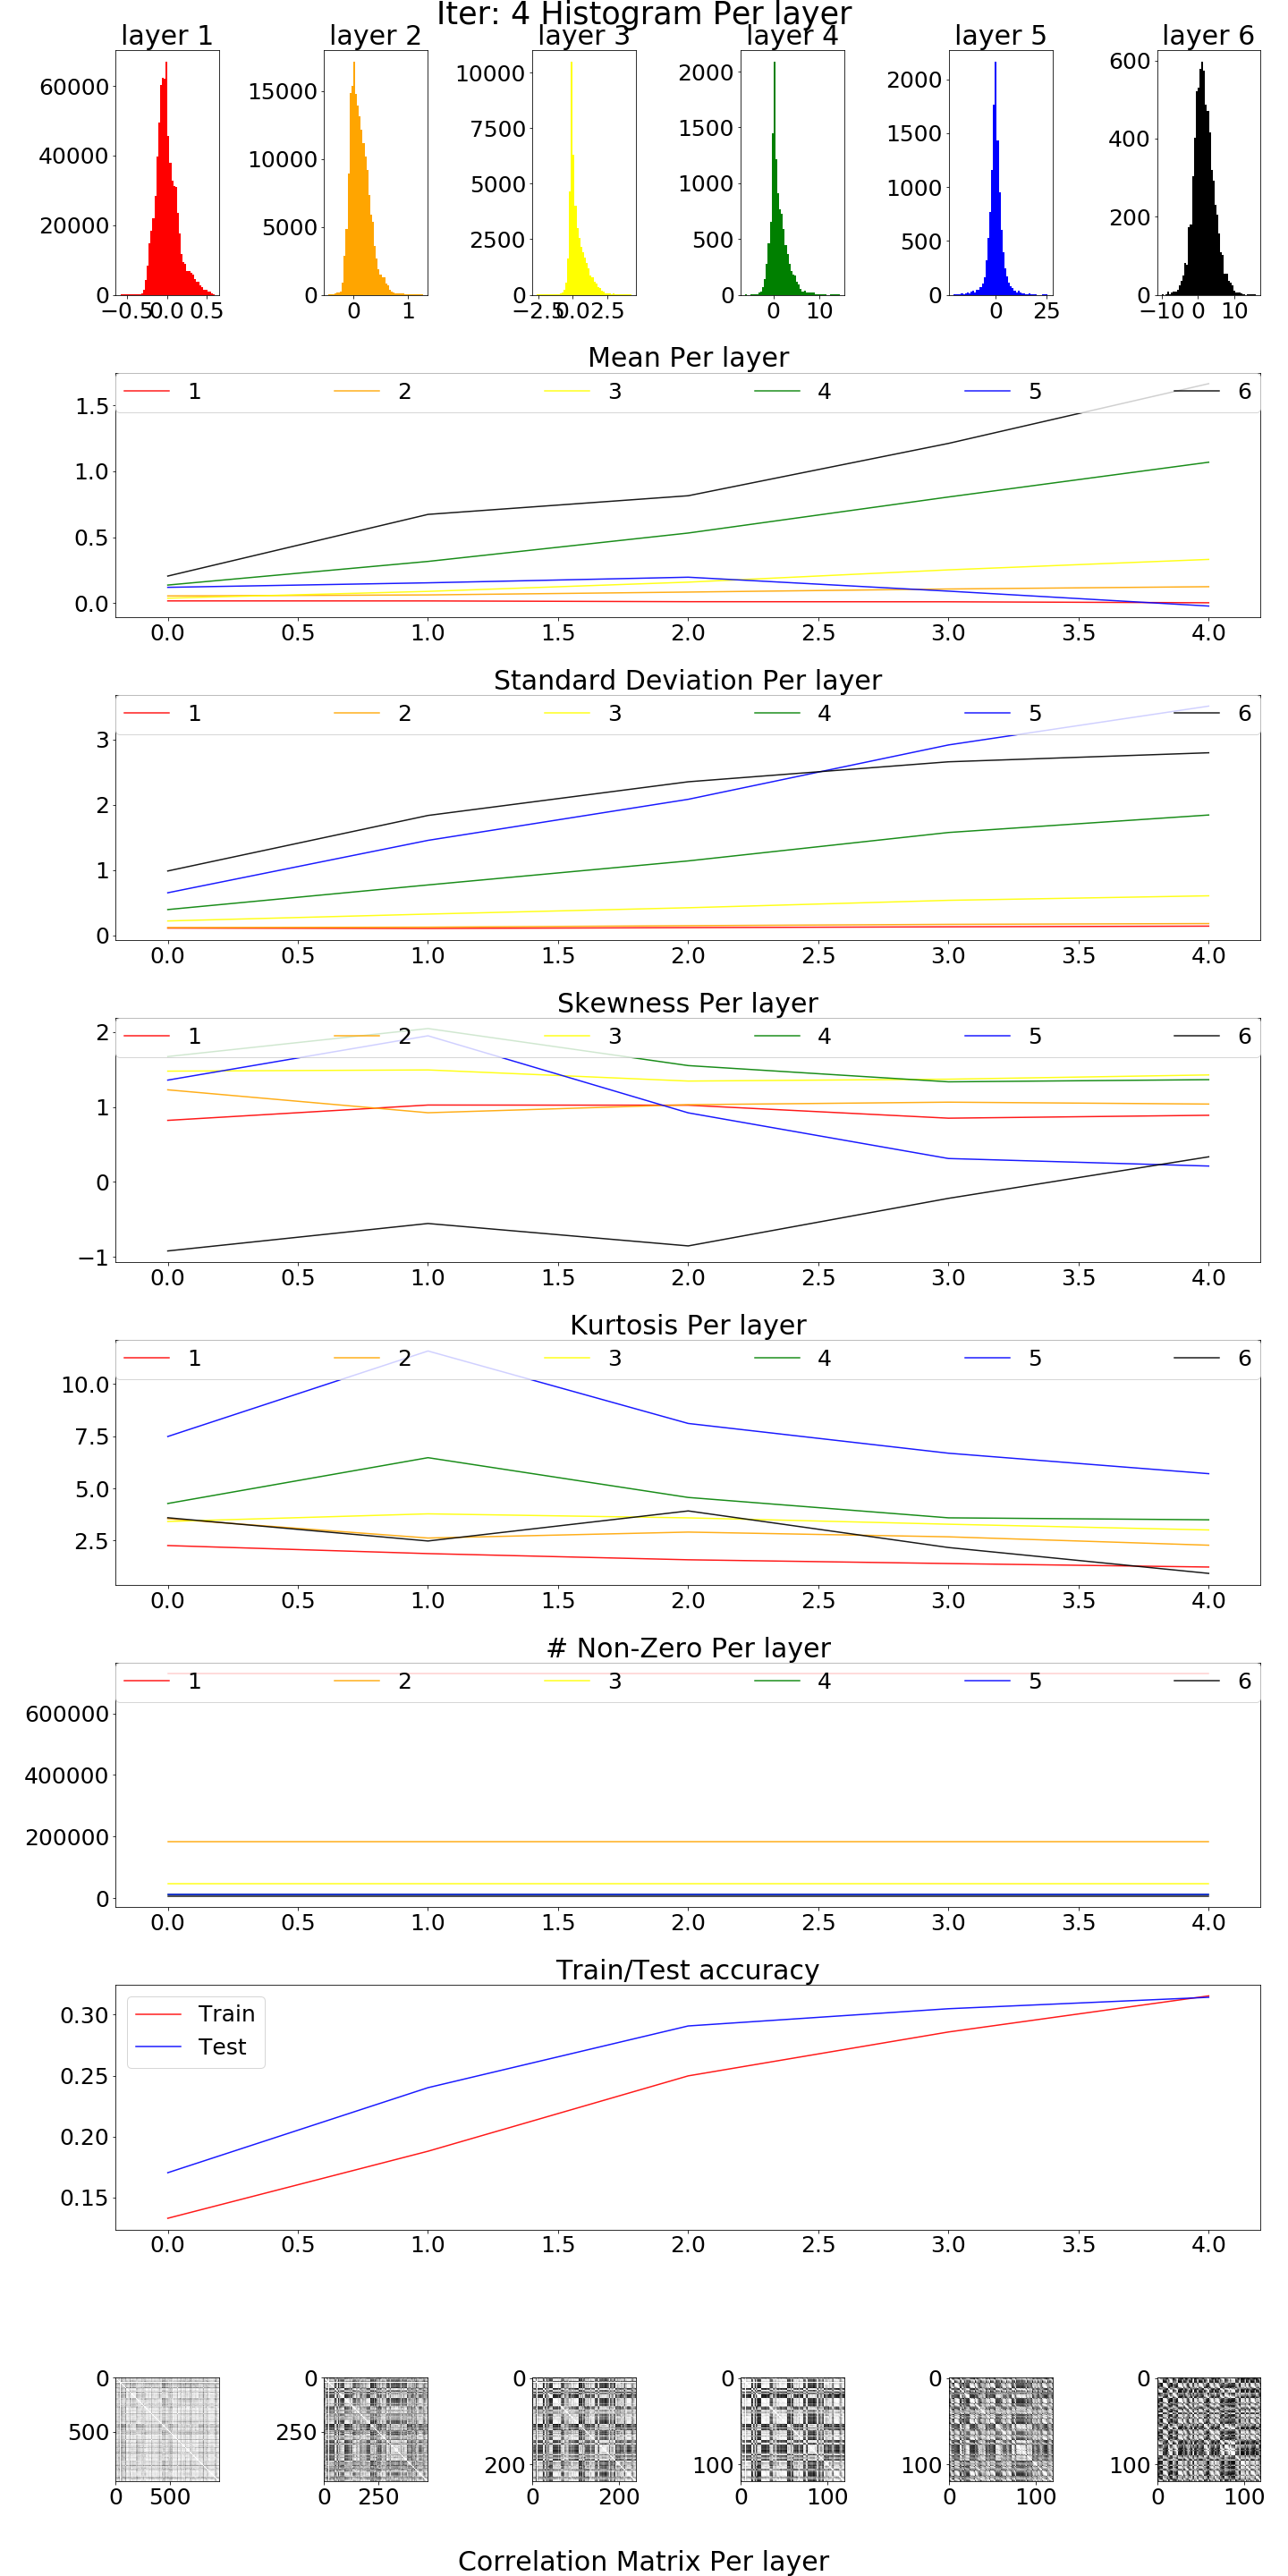 Iter: 4 Histogram Per layer
layer 1 layer 2 layer 3 layer 4 layer 5 layer 6
60000 40000 20000 0
−0.5 0.0 0.5
15000 10000 5000 0
0 1
10000 7500 5000 2500 0
−2.5 0.0 2.5
2000 1500 1000 500 0
0 10
2000 1500 1000 500 0
0 25
600 400 200 0
−10 0 10
Mean Per layer
1 2 3 4 5 6
1.5
1.0
0.5
0.0
0.0 0.5 1.0 1.5 2.0 2.5 3.0 3.5 4.0
Standard Deviation Per layer
1 2 3 4 5 6
3
2
1
0
0.0 0.5 1.0 1.5 2.0 2.5 3.0 3.5 4.0
Skewness Per layer
2
1 2 3 4 5 6
1
0
−1
0.0 0.5 1.0 1.5 2.0 2.5 3.0 3.5 4.0
Kurtosis Per layer
1 2 3 4 5 6
10.0
7.5
5.0
2.5
0.0 0.5 1.0 1.5 2.0 2.5 3.0 3.5 4.0
# Non-Zero Per layer
1 2 3 4 5 6
600000
400000
200000
0
0.0 0.5 1.0 1.5 2.0 2.5 3.0 3.5 4.0
Train/Test accuracy
Train
Test
0.30
0.25
0.20
0.15
0.0 0.5 1.0 1.5 2.0 2.5 3.0 3.5 4.0
0 500
0 500
0 250
0 250
0 200
0 200
0 100
0 100
0 100
0 100
0 100
0 100
Correlation Matrix Per layer